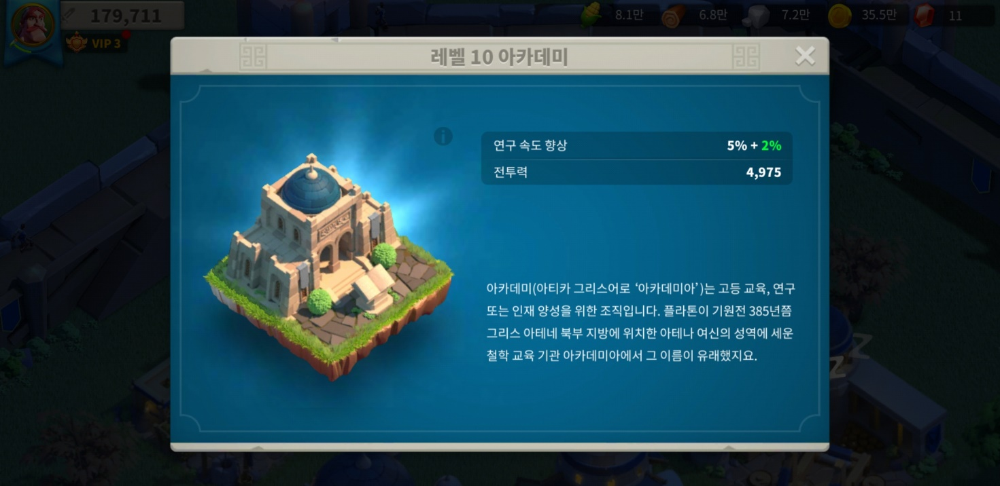 179,711
8.1만
6.8만
7.2만
35.5만
11
VIP 3
레벨 10 아카데미
연구 속도 향상
5% + 2%
전투력
4,975
아카데미(아티카 그리스어로 ‘아카데미아’)는 고등 교육, 연구
또는 인재 양성을 위한 조직입니다. 플라톤이 기원전 385년쯤
그리스 아테네 북부 지방에 위치한 아테나 여신의 성역에 세운
철학 교육 기관 아카데미아에서 그 이름이 유래했지요.
Z
Z